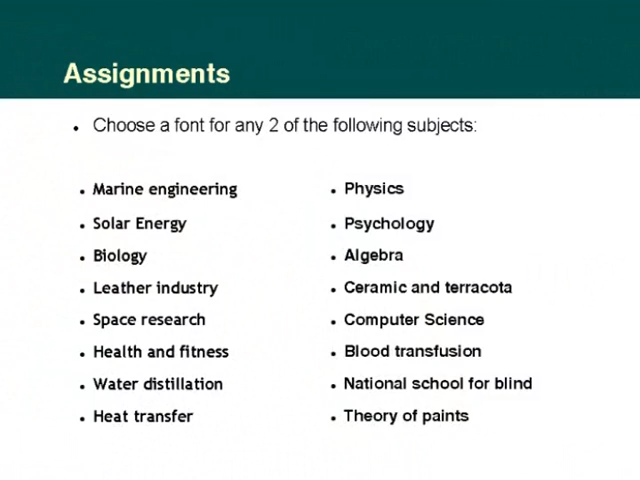 Assignments
• Choose a font for any 2 of the following subjects:
• Marine engineering
• Solar Energy
• Biology
• Leather industry
• Space research
• Health and fitness
• Water distillation
• Heat transfer
• Physics
• Psychology
• Algebra
• Ceramic and terracota
• Computer Science
• Blood transfusion
• National school for blind
• Theory of paints